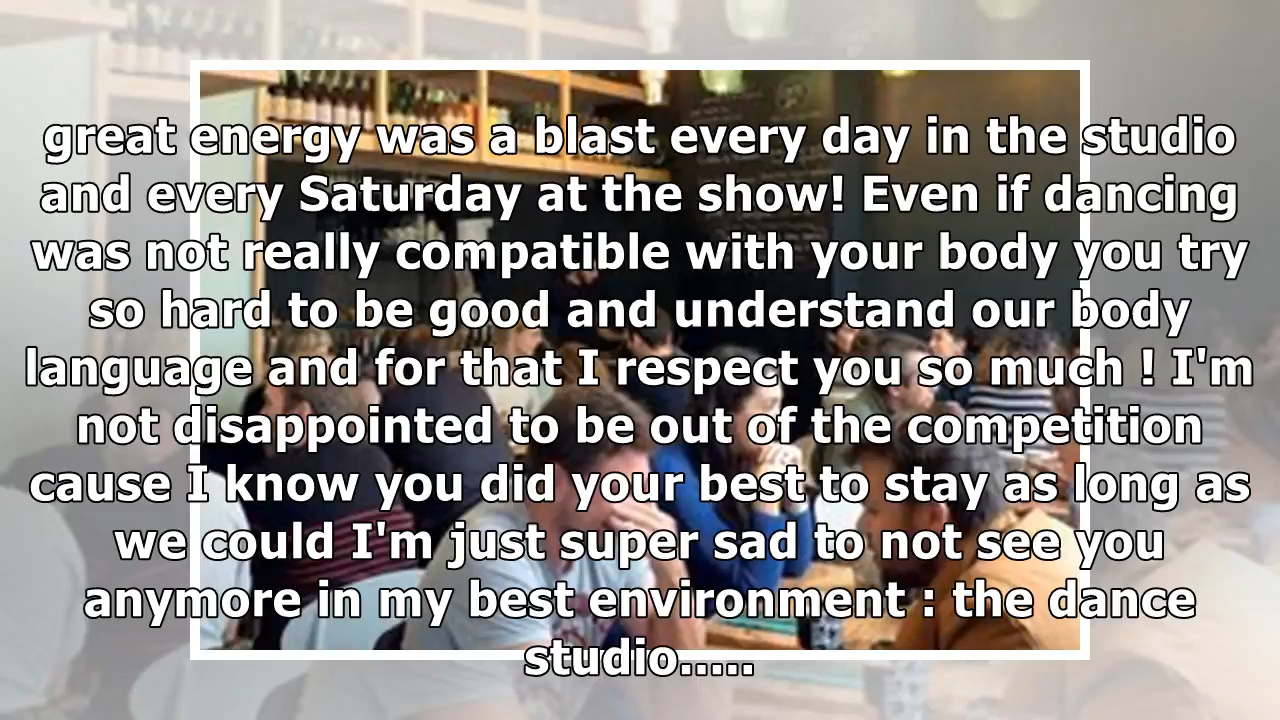 great energy was a blast every day in the studio
and every Saturday at the show! Even if dancing
was not really compatible with your body you try
so hard to be good and understand our body
language and for that I respect you so much ! I'm
not disappointed to be out of the competition
cause I know you did your best to stay as long as
we could I'm just super sad to not see you
anymore in my best environment : the dance
studio.....